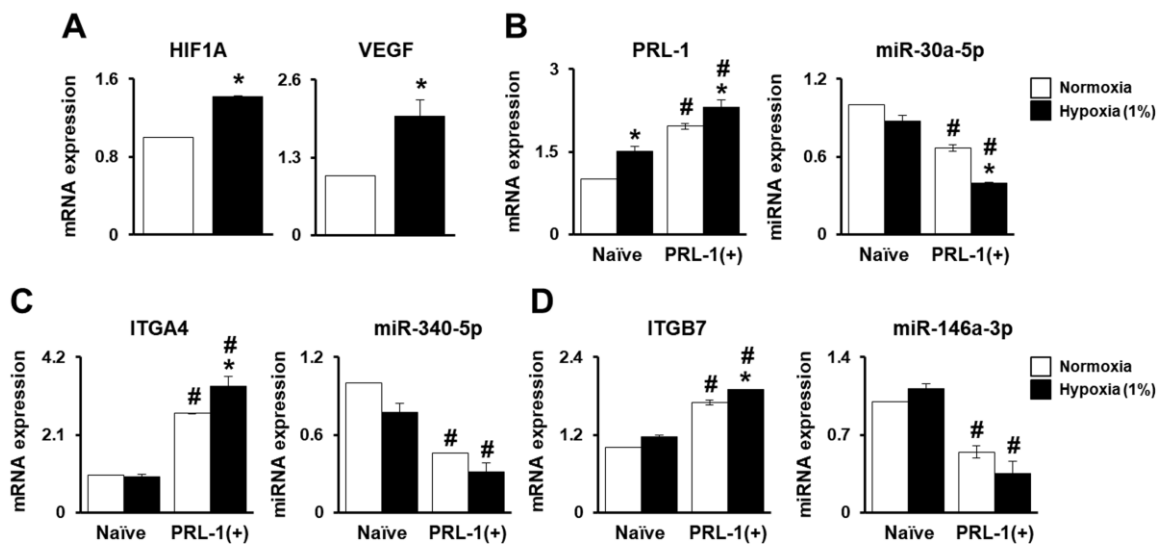 A
HIF1A
mRNA expression
1.6
0.8
0
*
VEGF
2.6
1.3
0
*
B
PRL-1
mRNA expression
3
1.5
0
*
#
#
*
Naïve PRL-1(+)
miR-30a-5p
miRNA expression
1.2
0.6
0
#
#
*
Naïve PRL-1(+)
Normoxia
Hypoxia (1%)
C
ITGA4
mRNA expression
4.2
2.1
0
#
#
*
Naïve PRL-1(+)
miR-340-5p
miRNA expression
1.2
0.6
0
#
#
Naïve PRL-1(+)
D
ITGB7
mRNA expression
2.4
1.2
0
#
#
*
Naïve PRL-1(+)
miR-146a-3p
miRNA expression
1.4
0.7
0
#
#
Naïve PRL-1(+)
Normoxia
Hypoxia (1%)